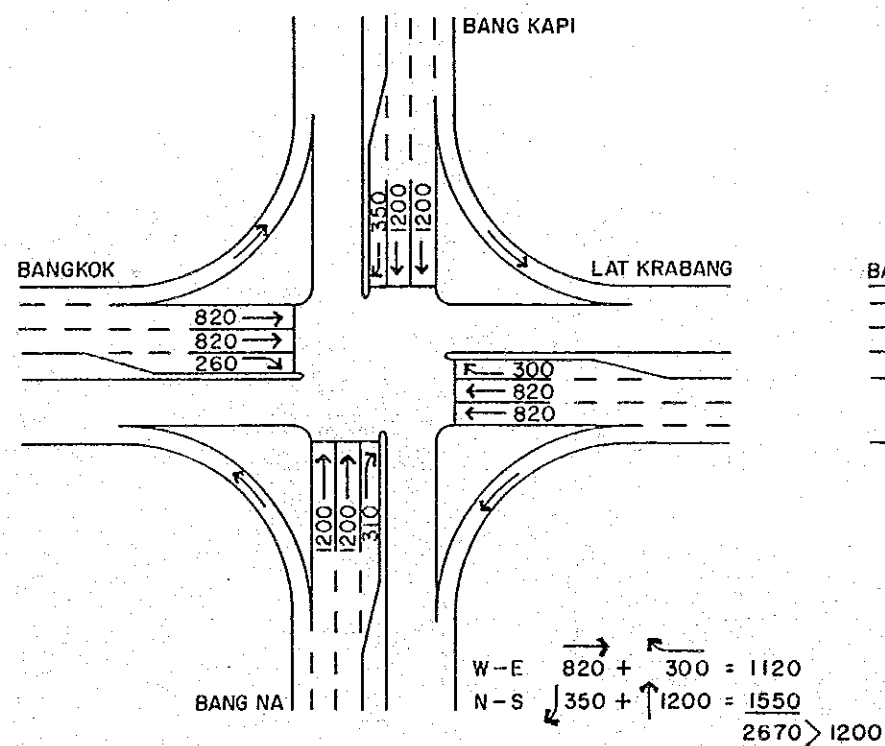 BANG KAPI
350
1200
1200
BANGKOK
LAT KRABANG
BA
820
820
260
300
820
820
1200
1200
310
BANG NA
W-E 820 + 300 = 1120
N-S 350 + 1200 = 1550
2670 > 1200